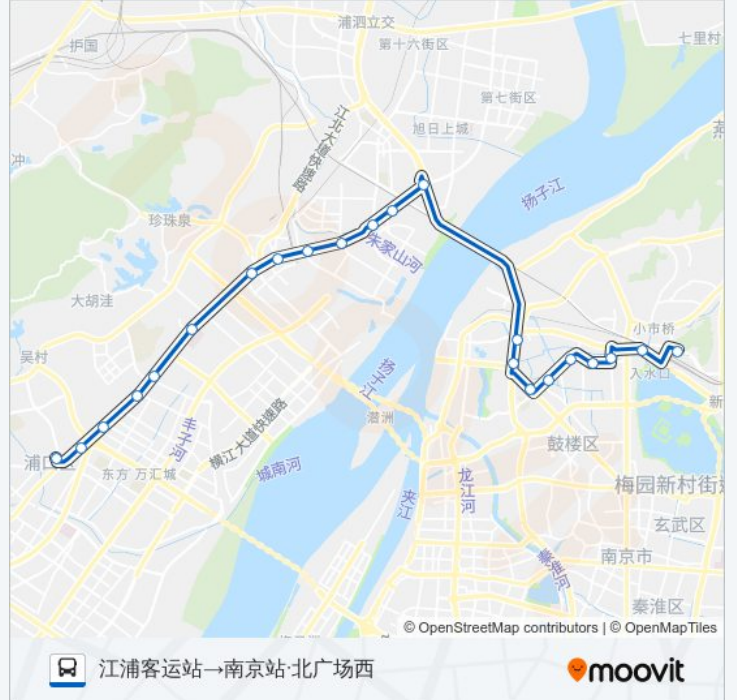 浦泗立交
护国
第十六街区
七里村
第七街区
江北大道快速路
旭日上城
冲
扬子江
珍珠泉
朱家山河
大胡洼
小市桥
吴村
入水口
扬子江
潜洲
新
丰子河
横江大道快速路
鼓楼区
浦口区
东方 万汇城
城南河
龙江河
梅园新村街道
夹江
玄武区
秦淮河
南京市
秦淮区
© OpenStreetMap contributors | © OpenMapTiles
江浦客运站→南京站·北广场西
moovit